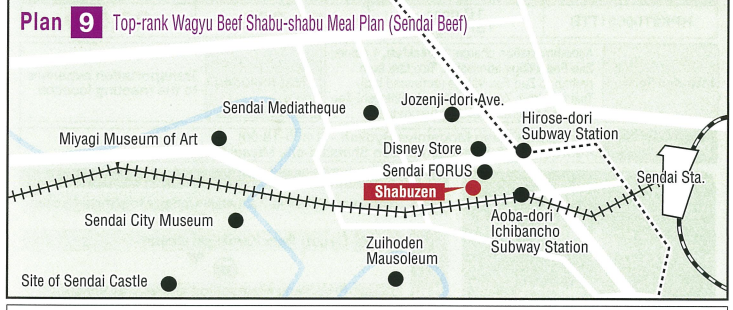 Plan 9 Top-rank Wagyu Beef Shabu-shabu Meal Plan (Sendai Beef)
Sendai Mediatheque
Jozenji-dori Ave.
Hirose-dori
Subway Station
Miyagi Museum of Art
Disney Store
Sendai FORUS
Sendai Sta.
Shabuzen
Sendai City Museum
Aoba-dori
Ichibancho
Subway Station
Zuihoden
Mausoleum
Site of Sendai Castle